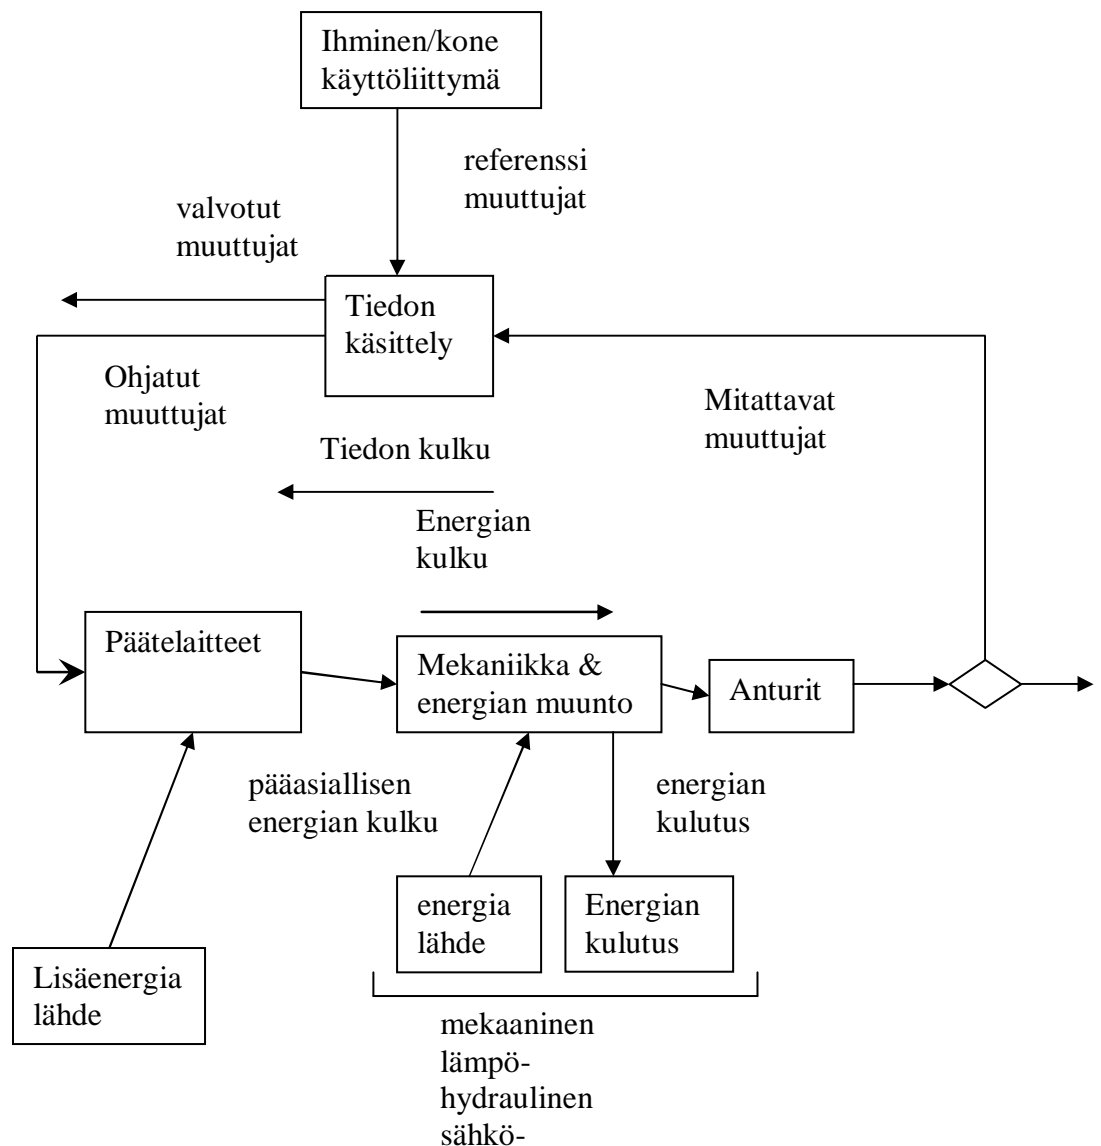 Ihminen/kone
käyttöliittymä
referenssi
muuttujat
valvotut
muuttujat
Tiedon
käsittely
Ohjatut
muuttujat
Mitattavat
muuttujat
Tiedon kulku
Energian
kulku
Päätelaitteet
Mekaniikka &
energian muunto
Anturit
pääasiallisen
energian kulku
energian
kulutus
energia
lähde
Energian
kulutus
Lisäenergia
lähde
mekaaninen
lämpö-
hydraulinen
sähkö-